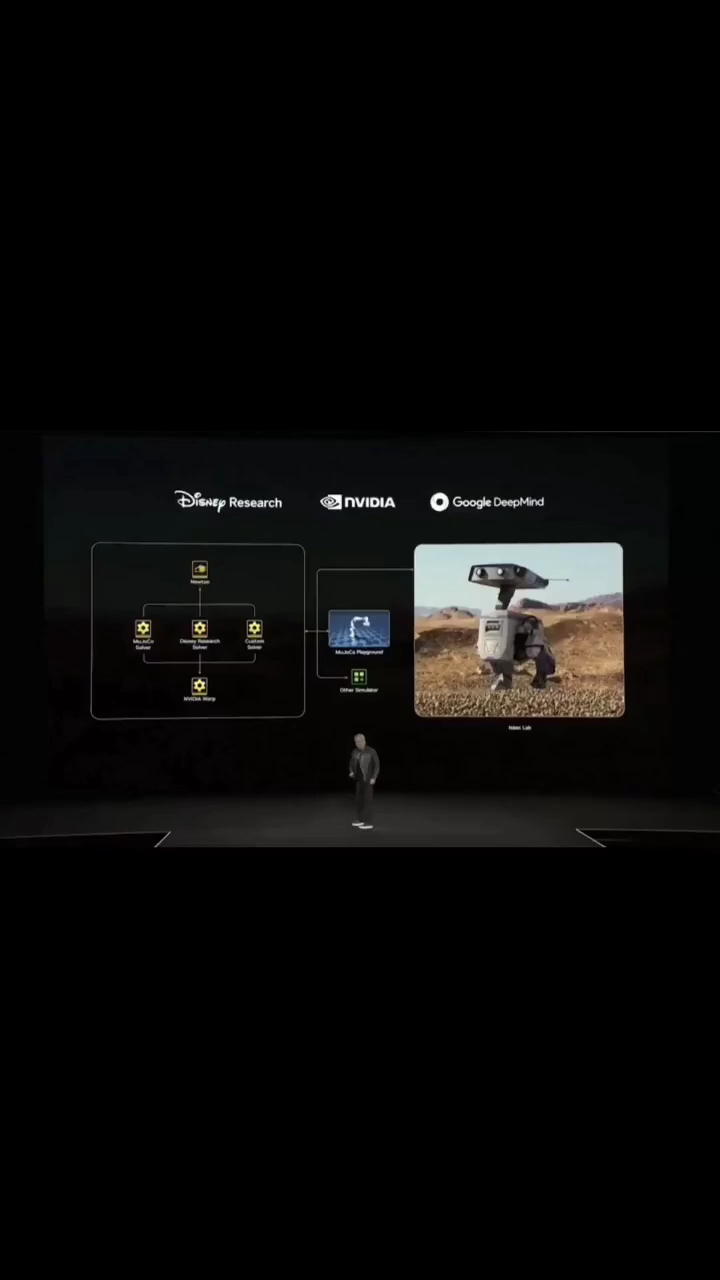 Disney Research
NVIDIA
Google DeepMind
Newton
MuJoCo
Solver
Disney Research
Solver
Custom
Solver
NVIDIA Warp
MuJoCo Playground
Other Simulator
Isaac Lab